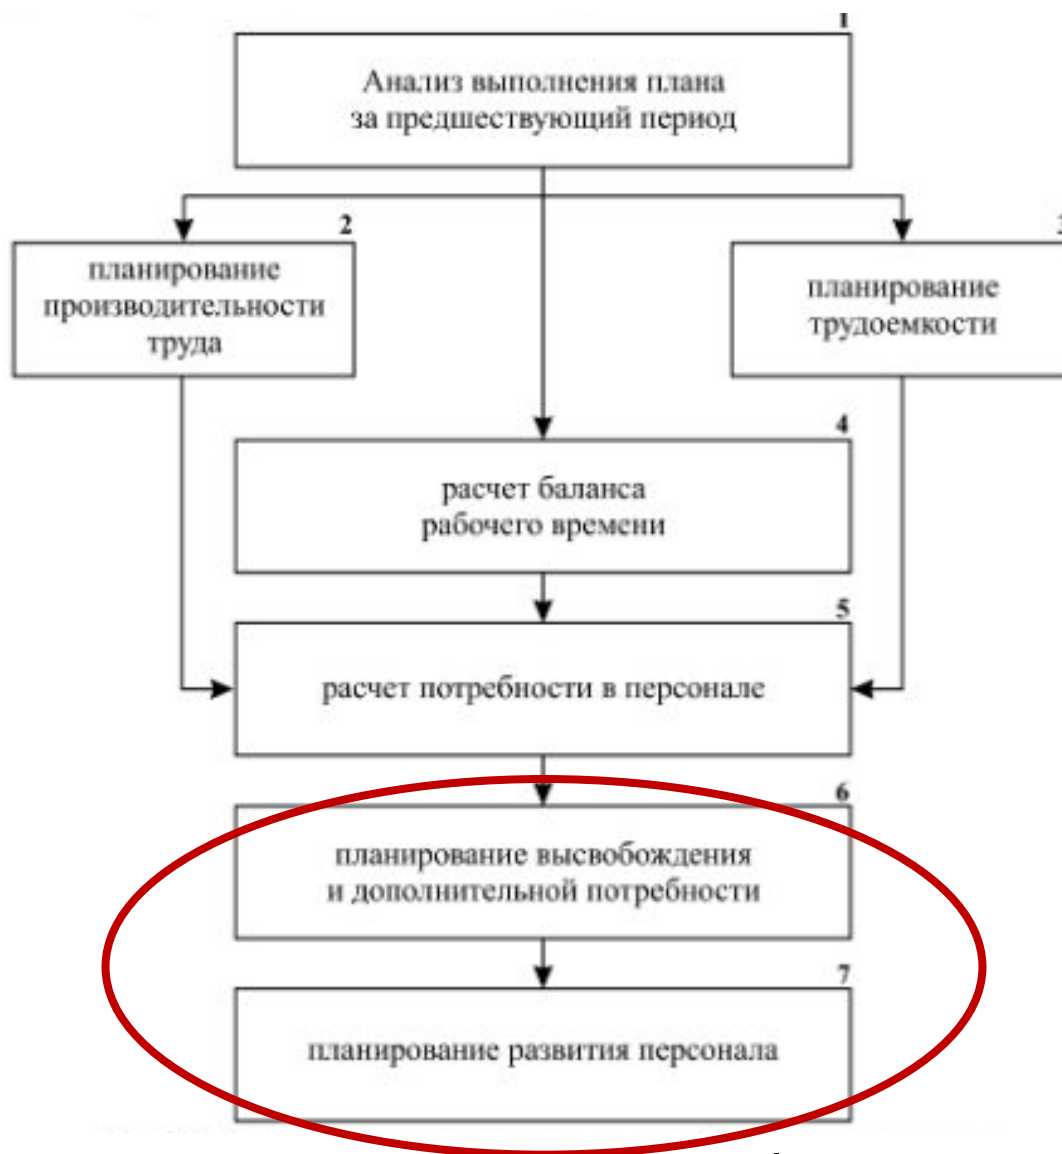 1
Анализ выполнения плана
за предшествующий период
2
планирование
производительности
труда
3
планирование
трудоемкости
4
расчет баланса
рабочего времени
5
расчет потребности в персонале
6
планирование высвобождения
и дополнительной потребности
7
планирование развития персонала